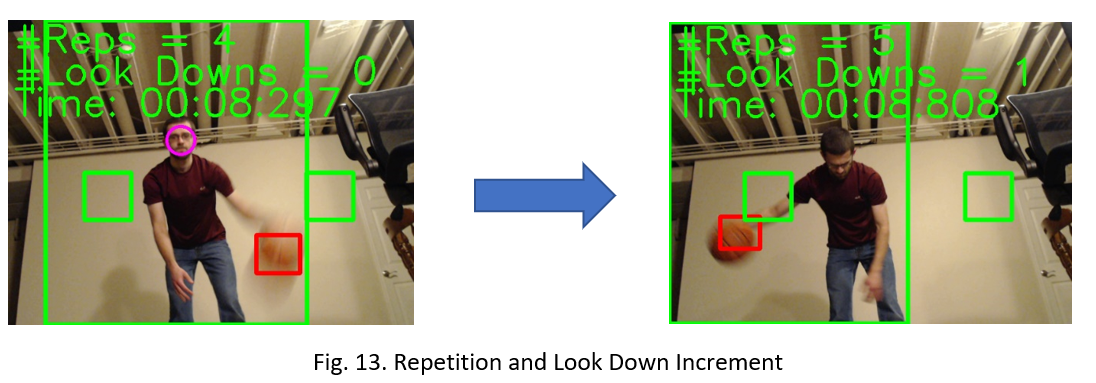 #Reps = 4
#Look Downs = 0
Time: 00:08:297
#Reps = 5
#Look Downs = 1
Time: 00:08:808
Fig. 13. Repetition and Look Down Increment